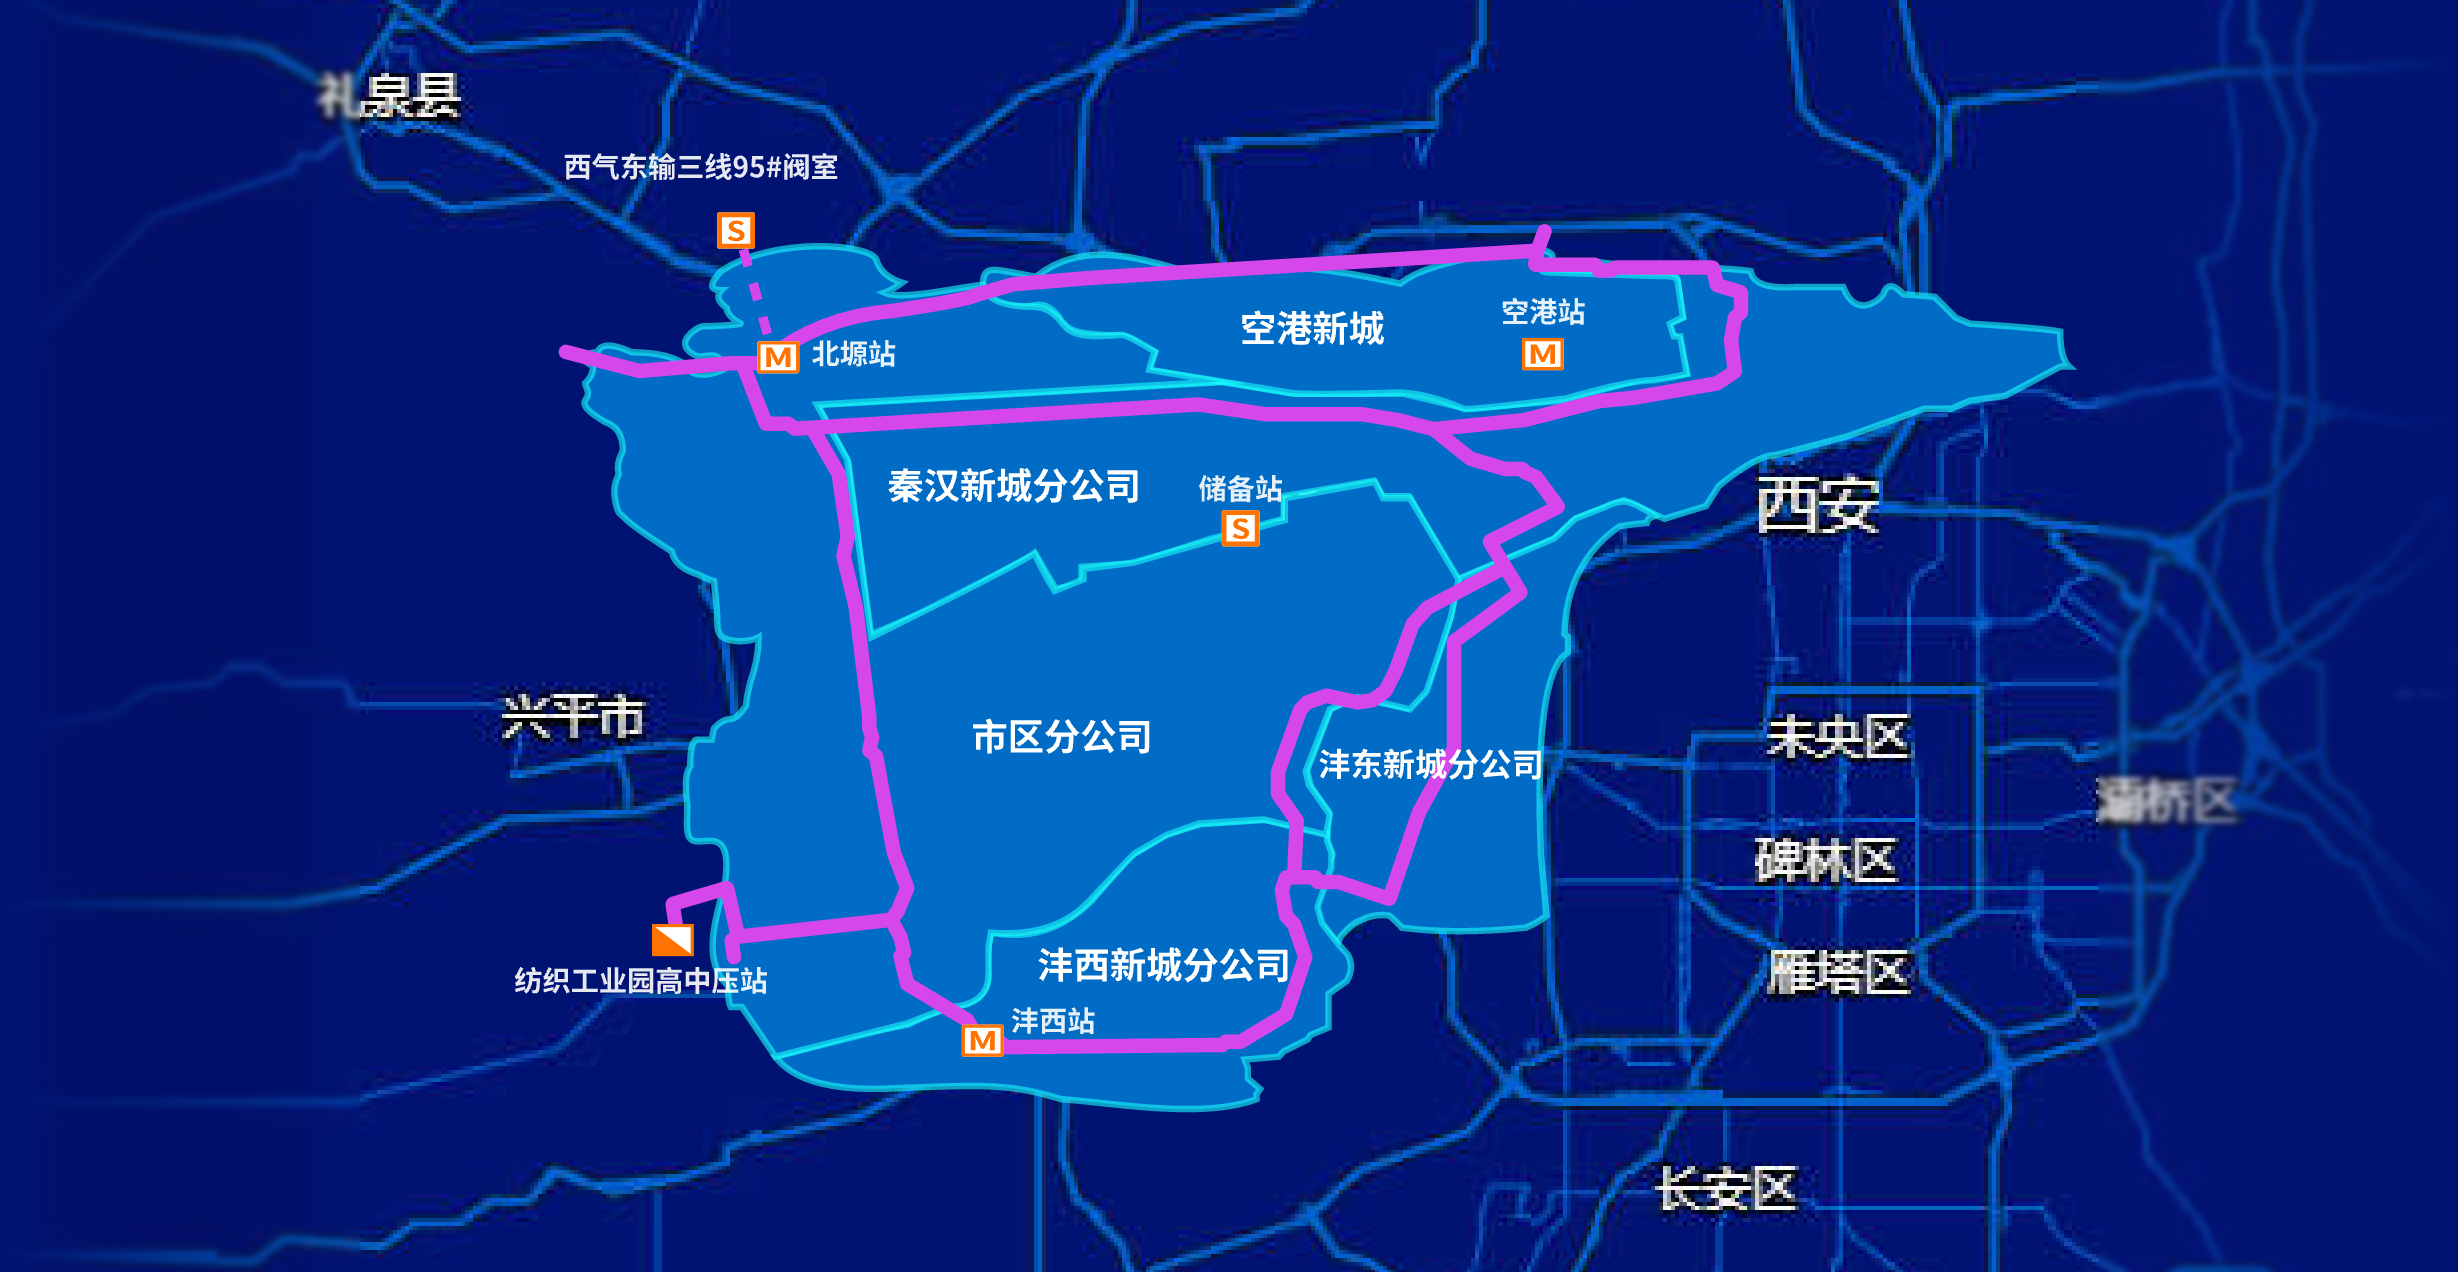 礼泉县
西气东输三线95#阀室
S
空港新城
空港站
M
M
北塬站
秦汉新城分公司
储备站
S
西安
兴平市
市区分公司
沣东新城分公司
未央区
灞桥区
碑林区
纺织工业园高中压站
沣西新城分公司
雁塔区
沣西站
M
长安区